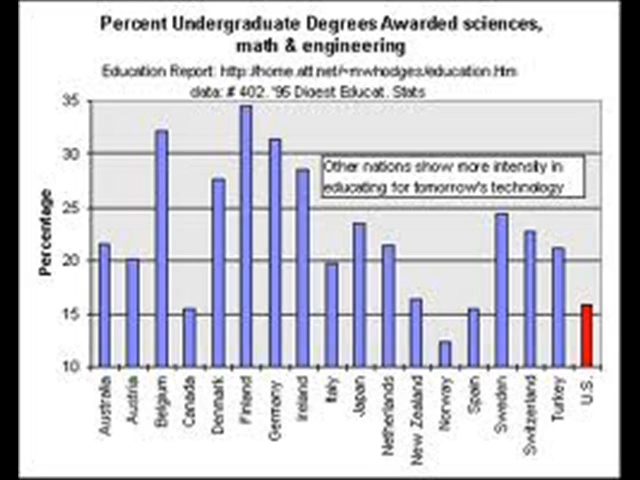 Percent Undergraduate Degrees Awarded sciences,
math & engineering
Education Report: http://home.att.net/~mwhodges/education.htm
data: # 402, '95 Digest Educat. Stats
35
30
25
20
15
10
Percentage
Other nations show more intensity in
educating for tomorrow's technology
Australia
Austria
Belgium
Canada
Denmark
Finland
Germany
Ireland
Italy
Japan
Netherlands
New Zealand
Norway
Spain
Sweden
Switzerland
Turkey
U.S.